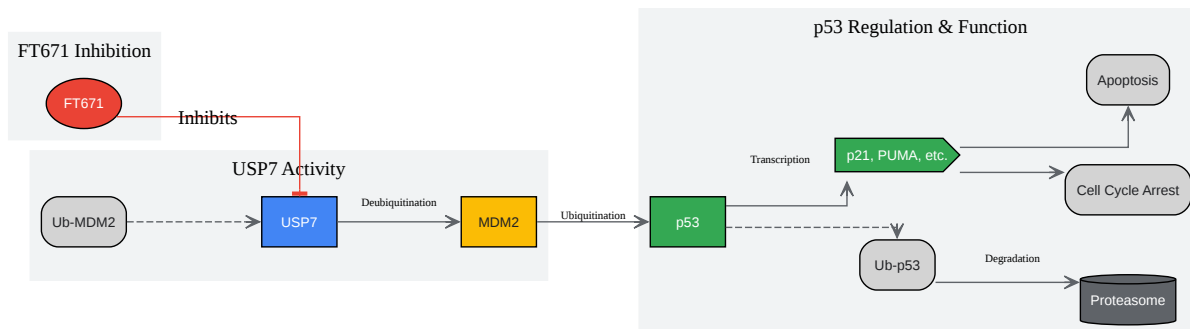 p53 Regulation & Function
FT671 Inhibition
Apoptosis
FT671
Inhibits
p21, PUMA, etc.
Transcription
USP7 Activity
Cell Cycle Arrest
Deubiquitination
Ub-MDM2
USP7
MDM2
Ubiquitination
p53
Ub-p53
Degradation
Proteasome